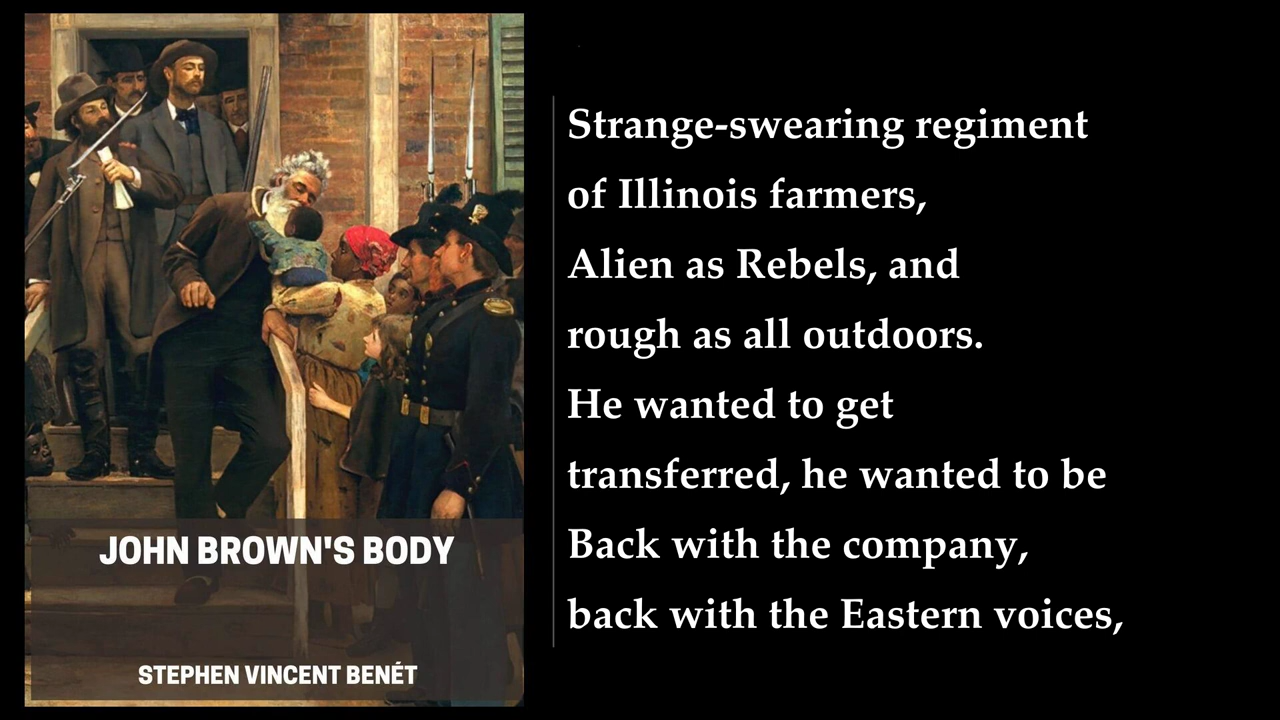 JOHN BROWN'S BODY
STEPHEN VINCENT BENÉT
Strange-swearing regiment
of Illinois farmers,
Alien as Rebels, and
rough as all outdoors.
He wanted to get
transferred, he wanted to be
Back with the company,
back with the Eastern voices,